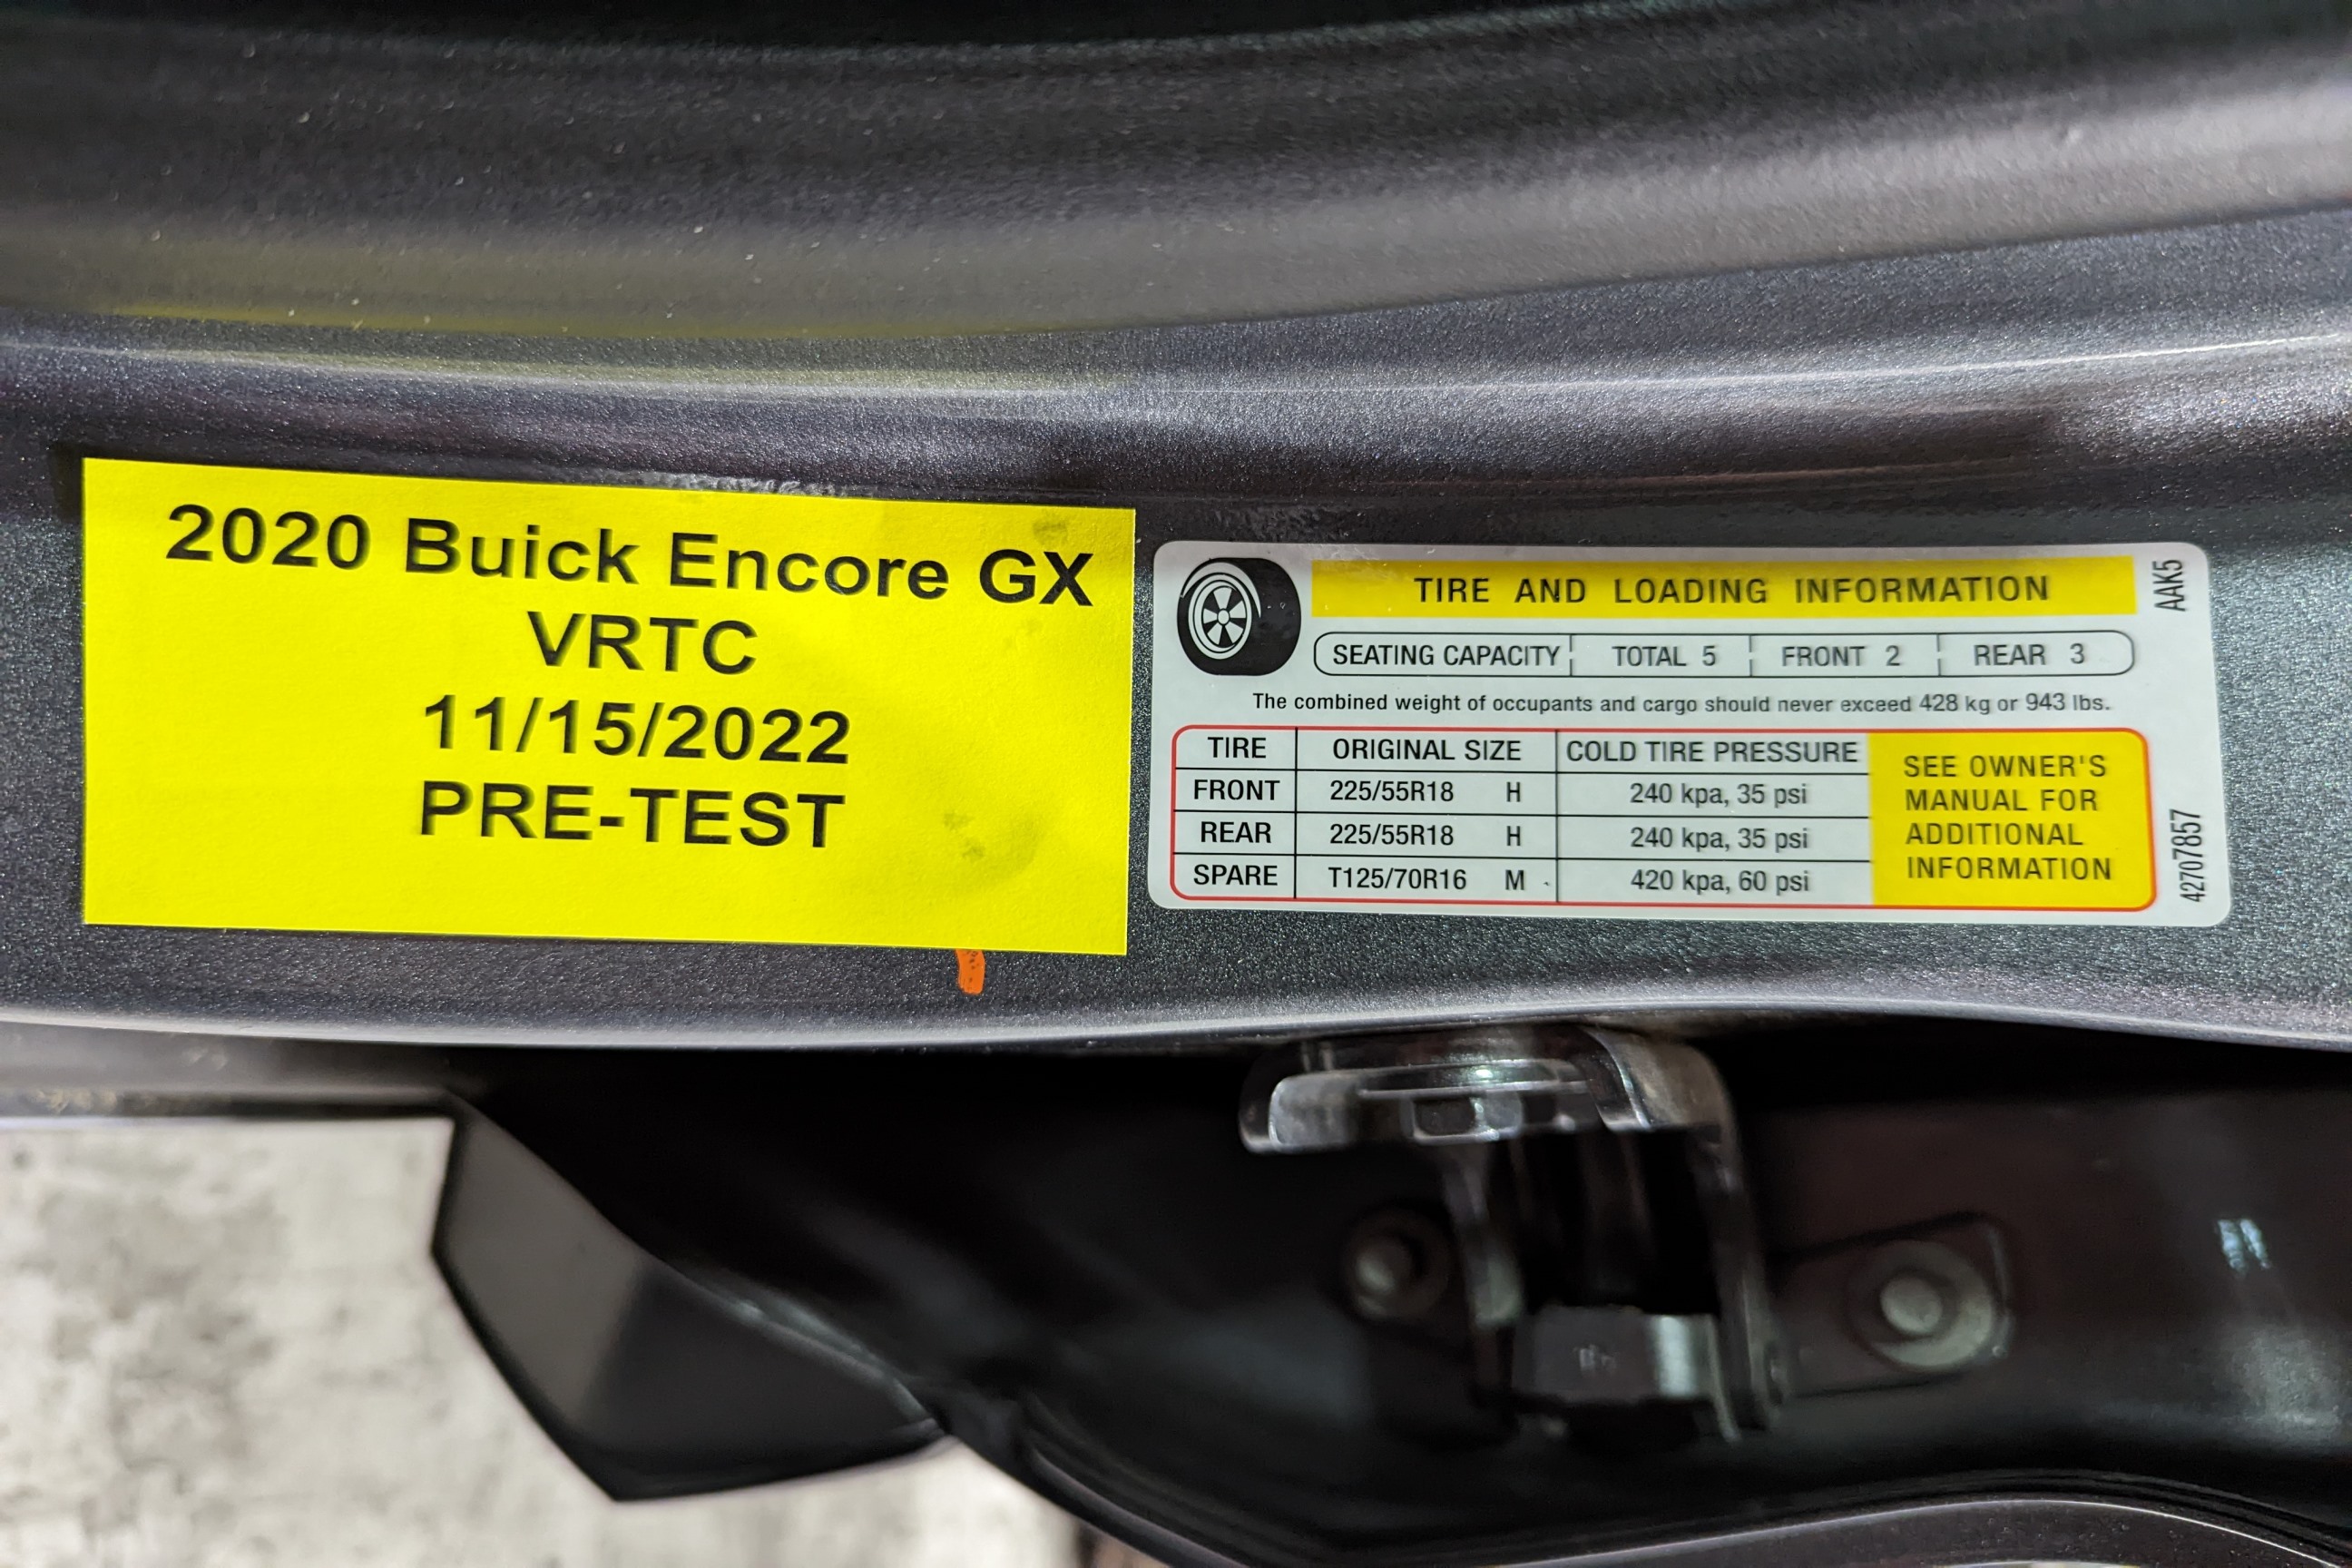 2020 Buick Encore GX
VRTC
11/15/2022
PRE-TEST
TIRE AND LOADING INFORMATION
AAK5
SEATING CAPACITY TOTAL 5 FRONT 2 REAR 3
The combined weight of occupants and cargo should never exceed 428 kg or 943 lbs.
TIRE ORIGINAL SIZE COLD TIRE PRESSURE
FRONT 225/55R18 H 240 kpa, 35 psi
REAR 225/55R18 H 240 kpa, 35 psi
SPARE T125/70R16 M 420 kpa, 60 psi
SEE OWNER'S
MANUAL FOR
ADDITIONAL
INFORMATION
42707857